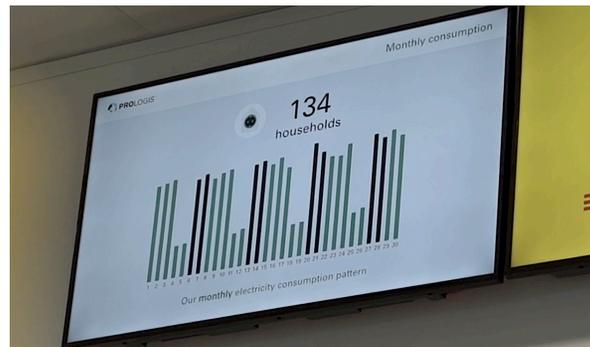 PROLOGIS
Monthly consumption
134
households
1 2 3 4 5 6 7 8 9 10 11 12 13 14 15 16 17 18 19 20 21 22 23 24 25 26 27 28 29 30
Our monthly electricity consumption pattern